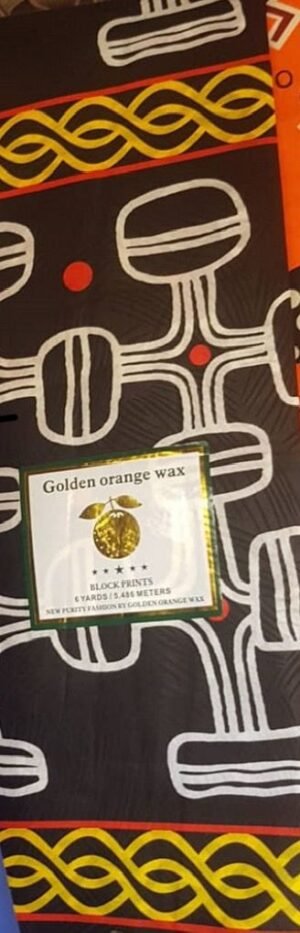 Golden orange wax
BLOCK PRINTS
6 YARDS / 5.486 METERS
NEW PURITY FASHION BY GOLDEN ORANGE WAX